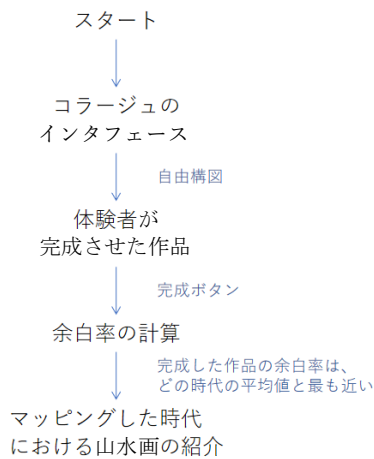 スタート
コラージュの
インタフェース
自由構図
体験者が
完成させた作品
完成ボタン
余白率の計算
完成した作品の余白率は、
どの時代の平均値と最も近い
マッピングした時代
における山水画の紹介